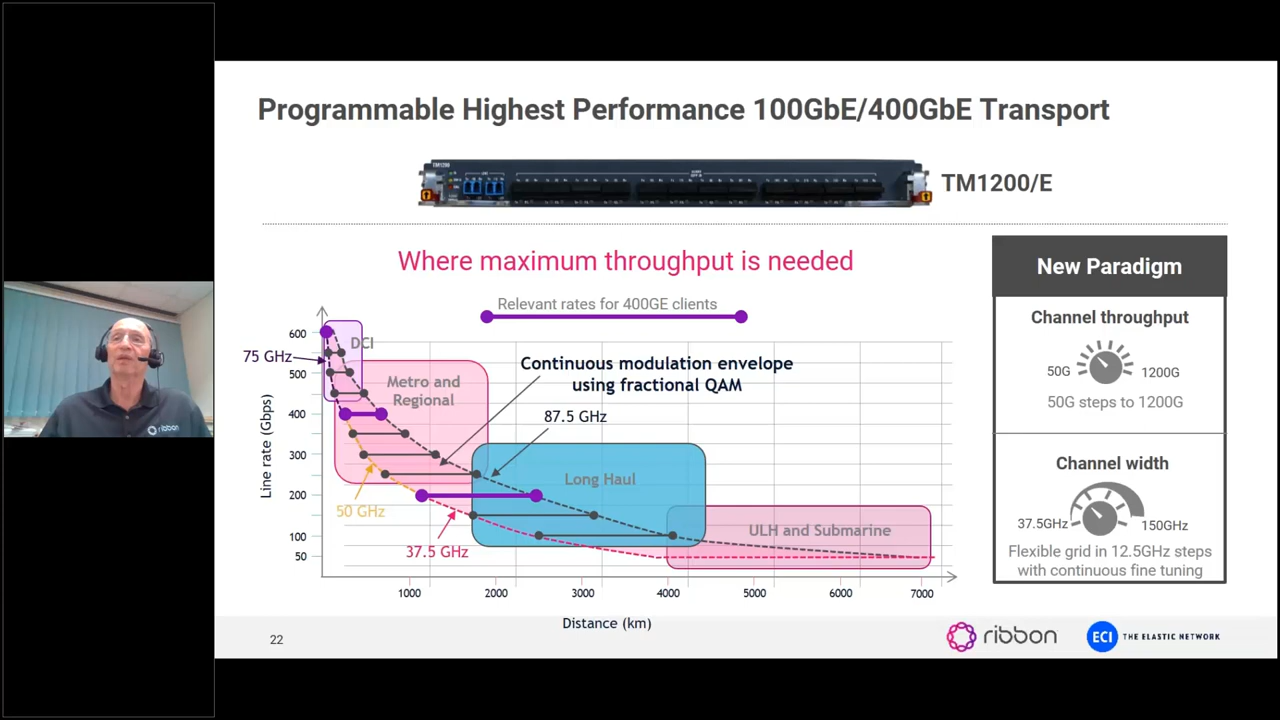 Programmable Highest Performance 100GbE/400GbE Transport
TM1200
TM1200/E
Where maximum throughput is needed
Relevant rates for 400GE clients
600
500
400
300
200
100
50
Line rate (Gbps)
75 GHz
DCI
Metro and
Regional
Continuous modulation envelope
using fractional QAM
87.5 GHz
Long Haul
50 GHz
37.5 GHz
ULH and Submarine
1000
2000
3000
4000
5000
6000
7000
Distance (km)
New Paradigm
Channel throughput
50G
1200G
50G steps to 1200G
Channel width
37.5GHz
150GHz
Flexible grid in 12.5GHz steps
with continuous fine tuning
22
ribbon
ECI THE ELASTIC NETWORK
ribbon